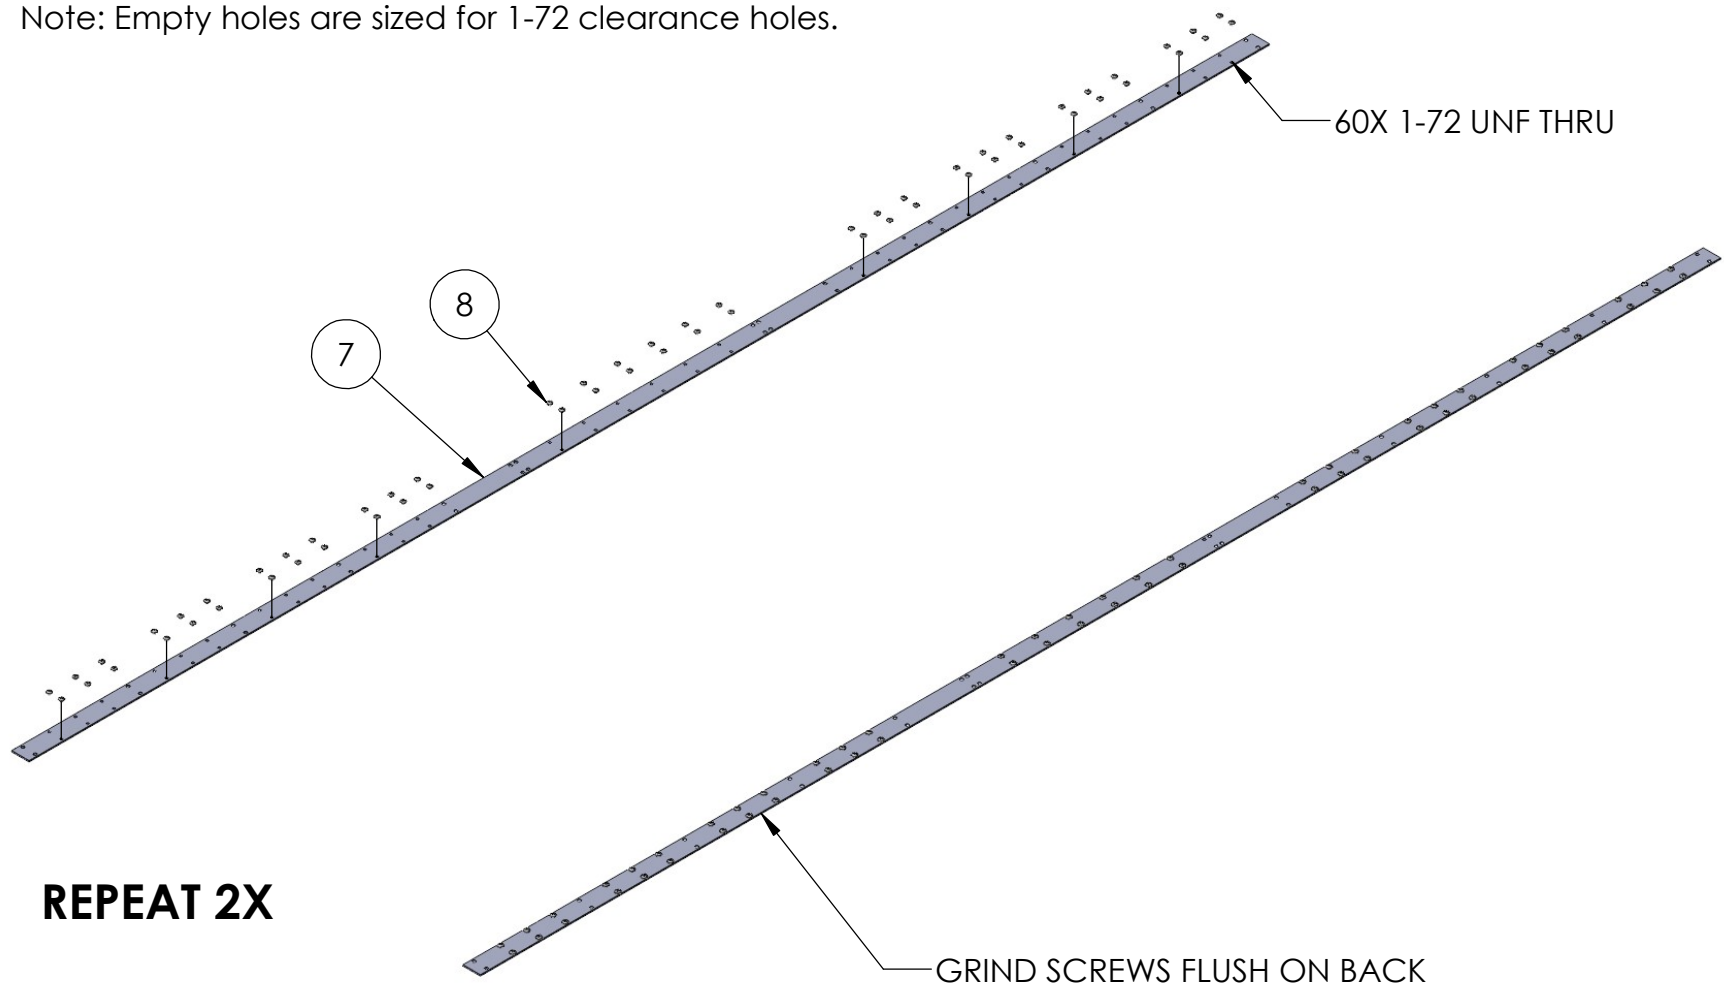 Note: Empty holes are sized for 1-72 clearance holes.
60X 1-72 UNF THRU
8
7
REPEAT 2X
GRIND SCREWS FLUSH ON BACK